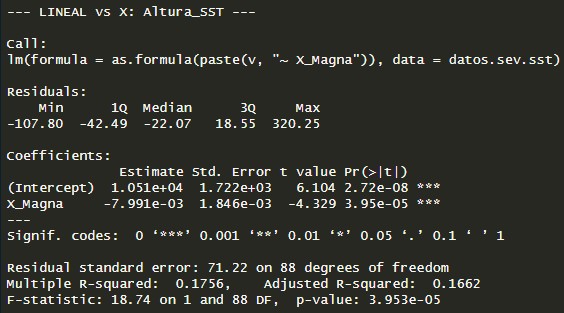 --- LINEAL vs X: Altura_SST ---
Call:
lm(formula = as.formula(paste(v, "~ X_Magna")), data = datos.sev.sst)
Residuals:
Min 1Q Median 3Q Max
-107.80 -42.49 -22.07 18.55 320.25
Coefficients:
Estimate Std. Error t value Pr(>|t|)
(Intercept) 1.051e+04 1.722e+03 6.104 2.72e-08 ***
X_Magna -7.991e-03 1.846e-03 -4.329 3.95e-05 ***
---
Signif. codes: 0 ‘***’ 0.001 ‘**’ 0.01 ‘*’ 0.05 ‘.’ 0.1 ‘ ’ 1
Residual standard error: 71.22 on 88 degrees of freedom
Multiple R-squared: 0.1756, Adjusted R-squared: 0.1662
F-statistic: 18.74 on 1 and 88 DF, p-value: 3.953e-05